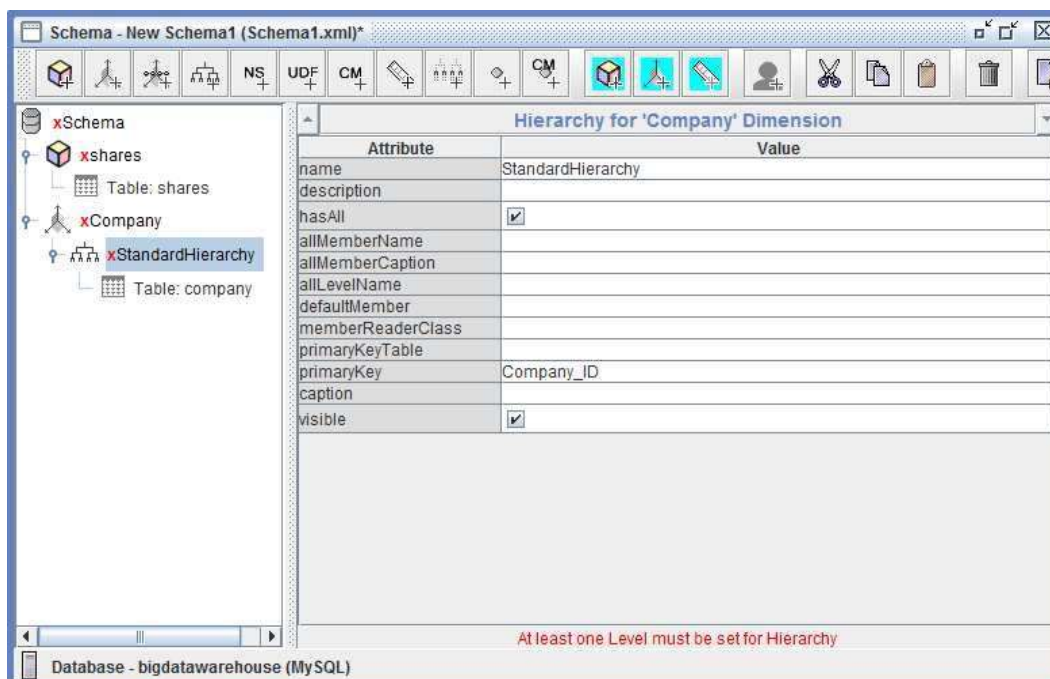 Schema - New Schema1 (Schema1.xml)*
NS UDF CM CM
xSchema
xshares
Table: shares
xCompany
xStandardHierarchy
Table: company
Hierarchy for 'Company' Dimension
Attribute Value
name StandardHierarchy
description
hasAll
allMemberName
allMemberCaption
allLevelName
defaultMember
memberReaderClass
primaryKeyTable
primaryKey Company_ID
caption
visible
At least one Level must be set for Hierarchy
Database - bigdatawarehouse (MySQL)